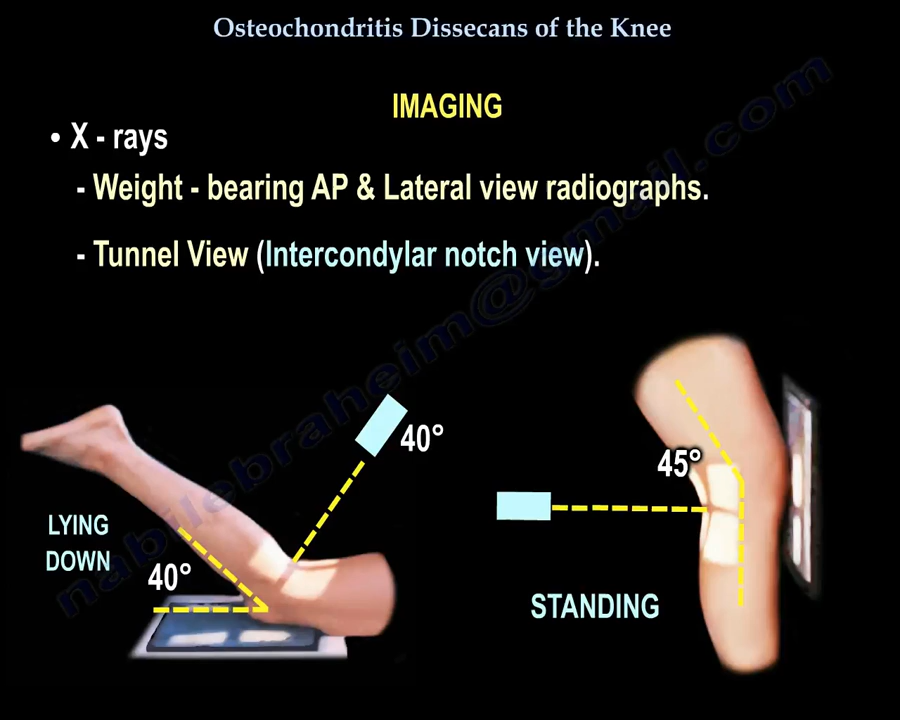 Osteochondritis Dissecans of the Knee
IMAGING
• X - rays
- Weight - bearing AP & Lateral view radiographs.
- Tunnel View (Intercondylar notch view).
40°
45°
LYING
DOWN
40°
STANDING
nabilebraheim@gmail.com